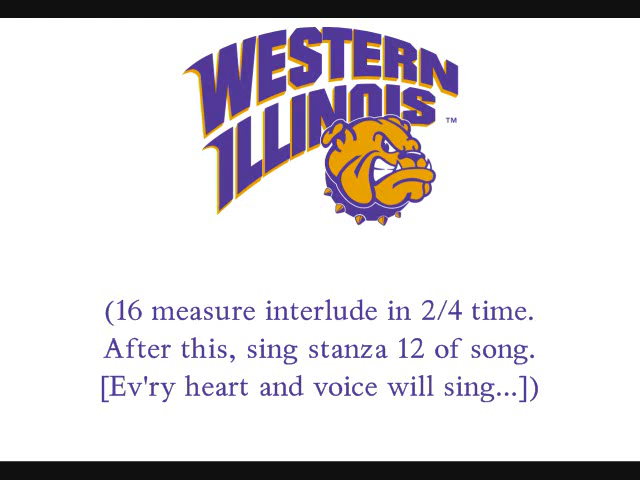 WESTERN
ILLINOIS
TM
(16 measure interlude in 2/4 time.
After this, sing stanza 12 of song.
[Ev'ry heart and voice will sing...])